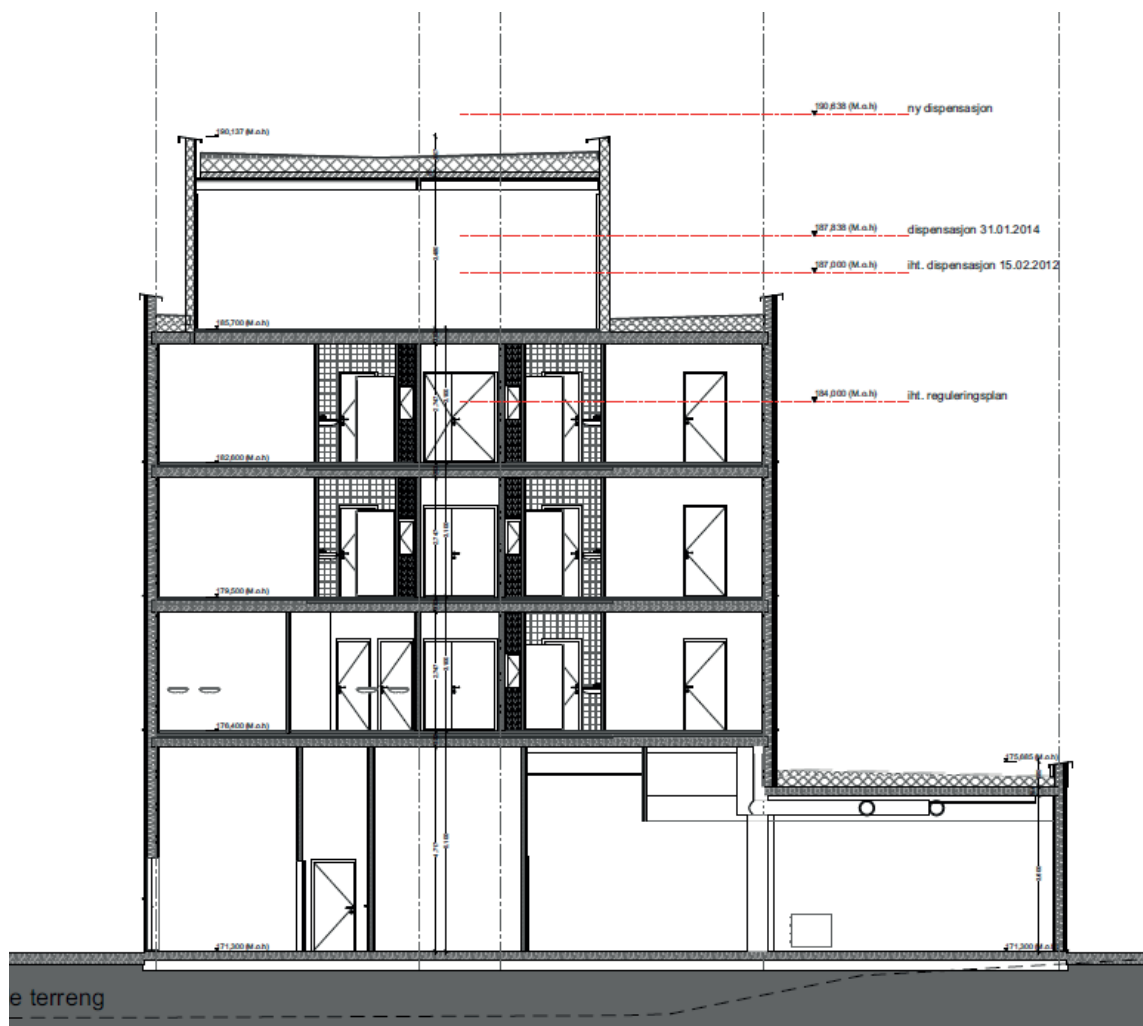 190,638 (M.o.h) ny dispensasjon
190,137 (M.o.h)
187,838 (M.o.h) dispensasjon 31.01.2014
187,000 (M.o.h) iht. dispensasjon 15.02.2012
185,700 (M.o.h)
184,000 (M.o.h) iht. reguleringsplan
182,600 (M.o.h)
179,500 (M.o.h)
176,400 (M.o.h)
175,665 (M.o.h)
171,300 (M.o.h)
171,300 (M.o.h)
e terreng